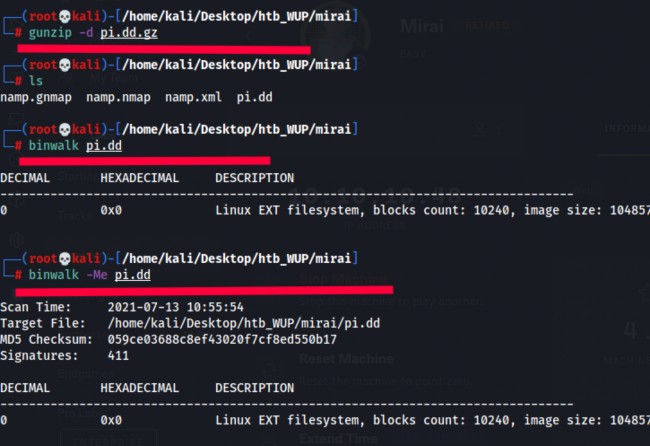 ┌──(root💀kali)-[/home/kali/Desktop/htb_WUP/mirai]
└─# gunzip -d pi.dd.gz
┌──(root💀kali)-[/home/kali/Desktop/htb_WUP/mirai]
└─# ls
namp.gnmap namp.nmap namp.xml pi.dd
┌──(root💀kali)-[/home/kali/Desktop/htb_WUP/mirai]
└─# binwalk pi.dd
DECIMAL HEXADECIMAL DESCRIPTION
--------------------------------------------------------------------------------
0 0x0 Linux EXT filesystem, blocks count: 10240, image size: 104857
┌──(root💀kali)-[/home/kali/Desktop/htb_WUP/mirai]
└─# binwalk -Me pi.dd
Scan Time: 2021-07-13 10:55:54
Target File: /home/kali/Desktop/htb_WUP/mirai/pi.dd
MD5 Checksum: 059ce03688c8ef43020f7cf8ed550b17
Signatures: 411
Reset Machine
DECIMAL HEXADECIMAL DESCRIPTION
--------------------------------------------------------------------------------
0 0x0 Linux EXT filesystem, blocks count: 10240, image size: 104857
Extend Time